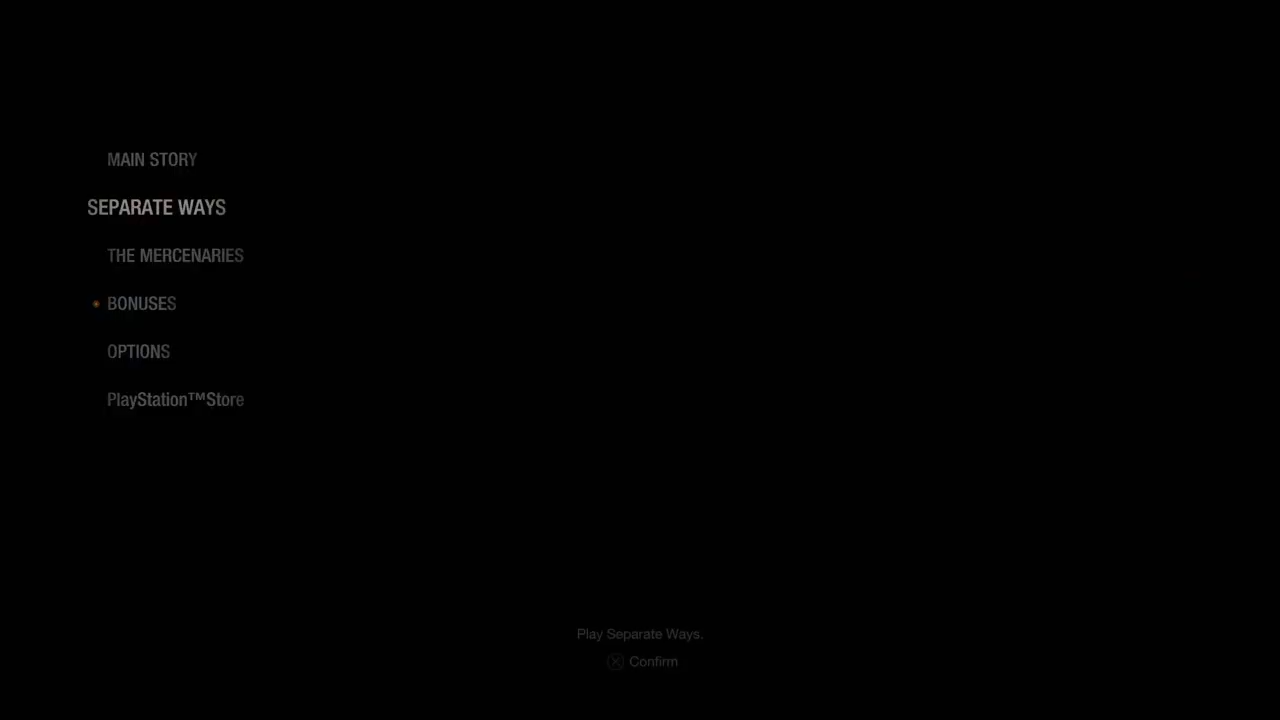 MAIN STORY
SEPARATE WAYS
THE MERCENARIES
BONUSES
OPTIONS
PlayStation™Store
Play Separate Ways.
Confirm